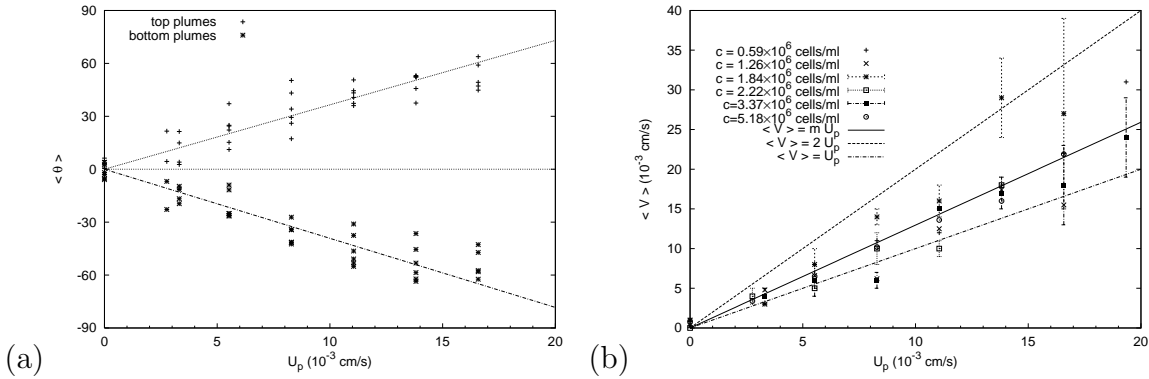 top plumes
bottom plumes
90
60
30
0
-30
-60
-90
< θ >
0
5
10
15
20
U_p (10^-3 cm/s)
(a)
c = 0.59×10^6 cells/ml
c = 1.26×10^6 cells/ml
c = 1.84×10^6 cells/ml
c = 2.22×10^6 cells/ml
c=3.37×10^6 cells/ml
c=5.18×10^6 cells/ml
< V > = m U_p
< V > = 2 U_p
< V > = U_p
40
35
30
25
20
15
10
5
0
< V > (10^-3 cm/s)
0
5
10
15
20
U_p (10^-3 cm/s)
(b)